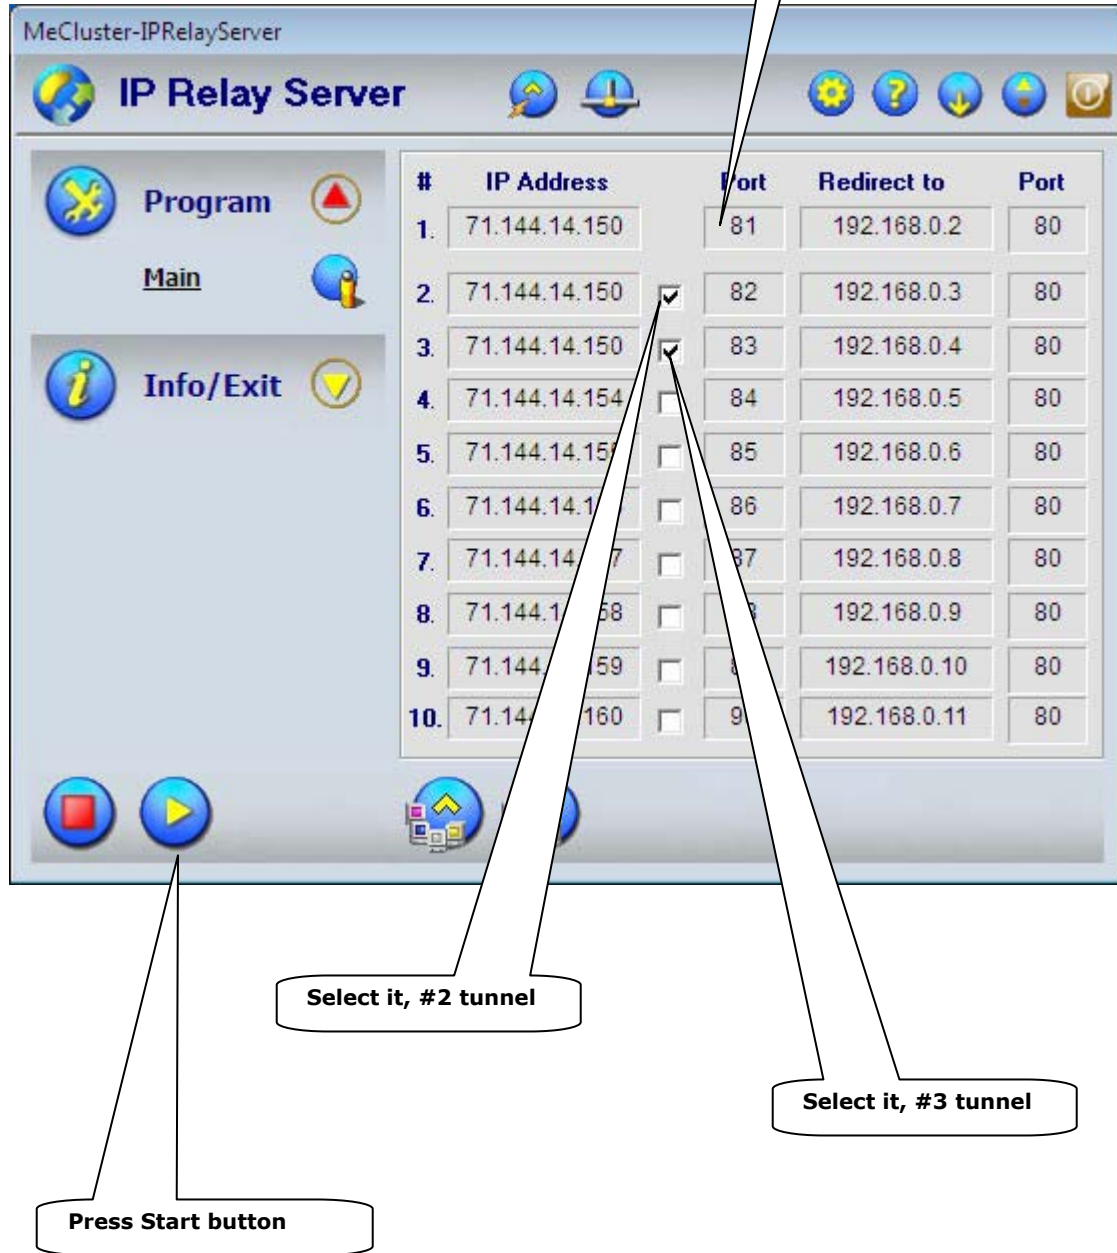 MeCluster-IPRelayServer
IP Relay Server
Program
Main
Info/Exit
# IP Address Port Redirect to Port
1. 71.144.14.150 81 192.168.0.2 80
2. 71.144.14.150 82 192.168.0.3 80
3. 71.144.14.150 83 192.168.0.4 80
4. 71.144.14.154 84 192.168.0.5 80
5. 85 192.168.0.6 80
6. 86 192.168.0.7 80
7. 192.168.0.8 80
8. 192.168.0.9 80
9. 192.168.0.10 80
10. 192.168.0.11 80
Select it, #2 tunnel
Select it, #3 tunnel
Press Start button